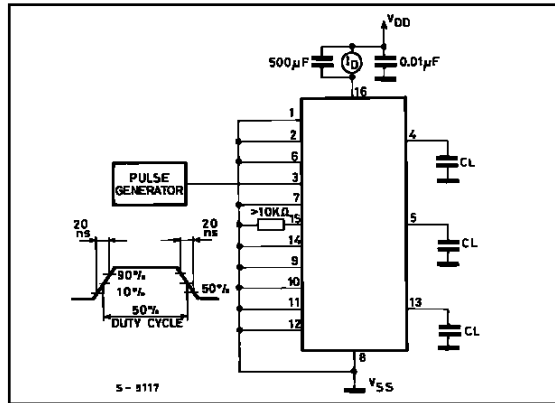 VDD
500µF
ID
0.01µF
16
1
2
6
3
7
>10KΩ
15
14
9
10
11
12
4
CL
5
CL
13
CL
8
VSS
PULSE
GENERATOR
20
ns
20
ns
90%
10%
50%
50%
DUTY CYCLE
S-5117